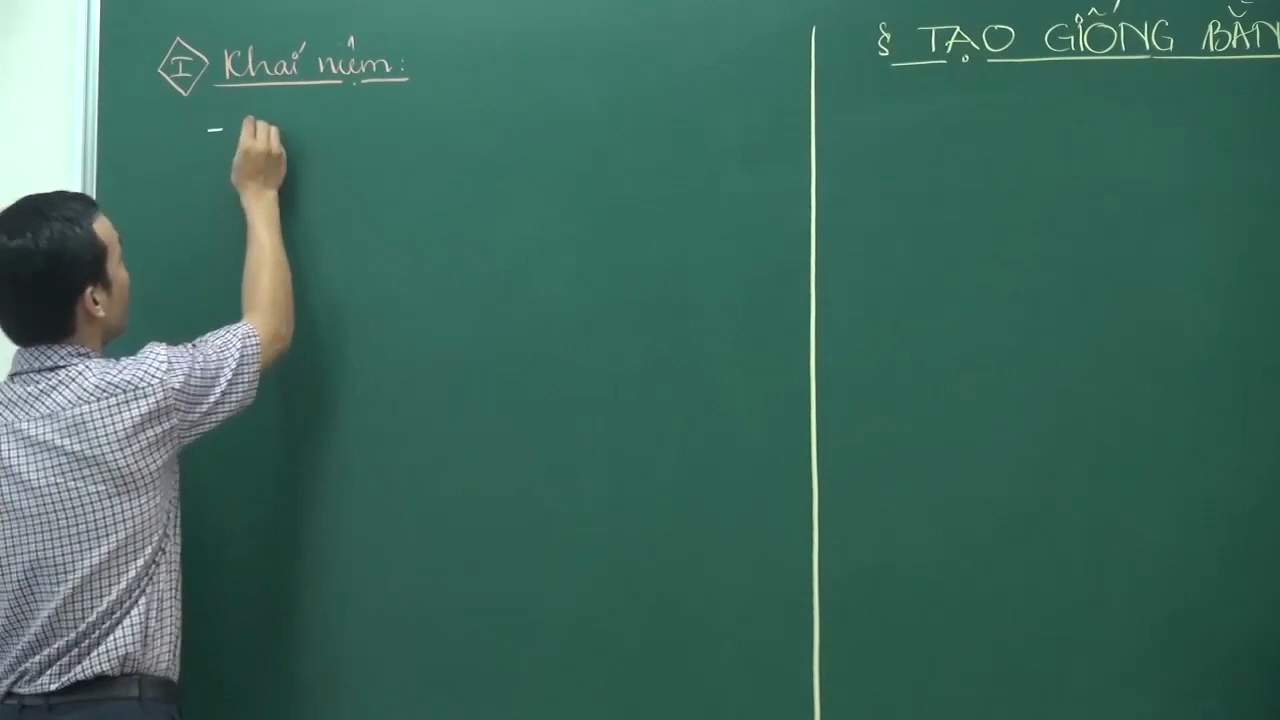 I Khái niệm:
-
§ TẠO GIỐNG BẰN